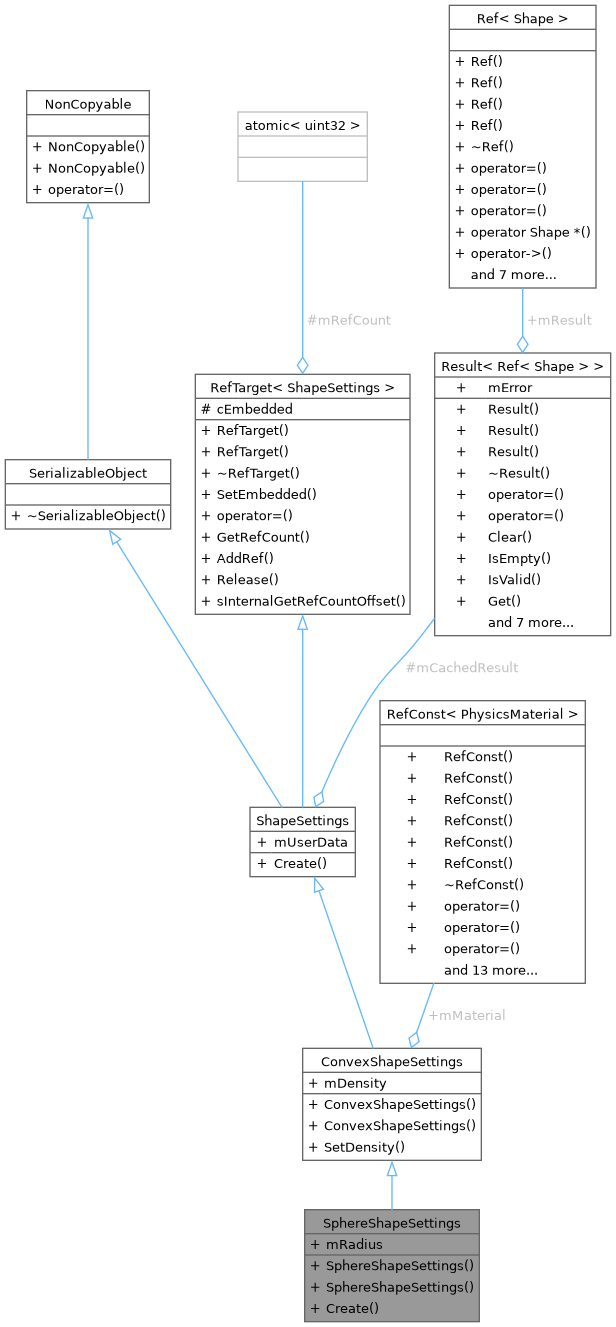 Ref< Shape >
+ Ref()
+ Ref()
+ Ref()
+ Ref()
+ ~Ref()
+ operator=()
+ operator=()
+ operator=()
+ operator Shape *()
+ operator->()
and 7 more...
NonCopyable
+ NonCopyable()
+ NonCopyable()
+ operator=()
atomic< uint32 >
#mRefCount
+mResult
Result< Ref< Shape > >
+ mError
+ Result()
+ Result()
+ Result()
+ ~Result()
+ operator=()
+ operator=()
+ Clear()
+ IsEmpty()
+ IsValid()
+ Get()
and 7 more...
RefTarget< ShapeSettings >
# cEmbedded
+ RefTarget()
+ RefTarget()
+ ~RefTarget()
+ SetEmbedded()
+ operator=()
+ GetRefCount()
+ AddRef()
+ Release()
+ sInternalGetRefCountOffset()
SerializableObject
+ ~SerializableObject()
#mCachedResult
RefConst< PhysicsMaterial >
+ RefConst()
+ RefConst()
+ RefConst()
+ RefConst()
+ RefConst()
+ RefConst()
+ ~RefConst()
+ operator=()
+ operator=()
+ operator=()
and 13 more...
ShapeSettings
+ mUserData
+ Create()
+mMaterial
ConvexShapeSettings
+ mDensity
+ ConvexShapeSettings()
+ ConvexShapeSettings()
+ SetDensity()
SphereShapeSettings
+ mRadius
+ SphereShapeSettings()
+ SphereShapeSettings()
+ Create()